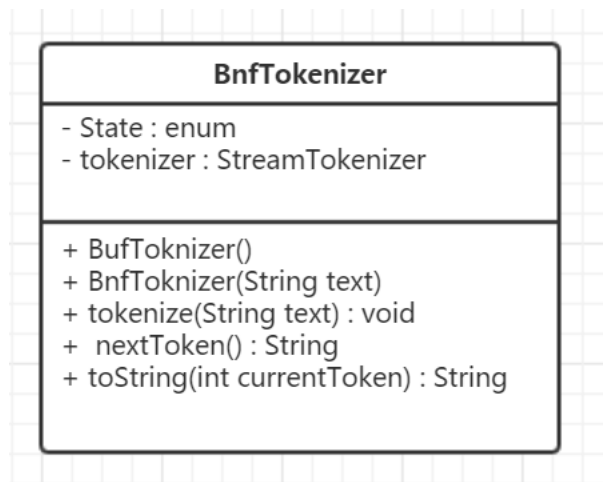 BnfTokenizer
- State : enum
- tokenizer : StreamTokenizer
+ BufToknizer()
+ BnfToknizer(String text)
+ tokenize(String text) : void
+ nextToken() : String
+ toString(int currentToken) : String